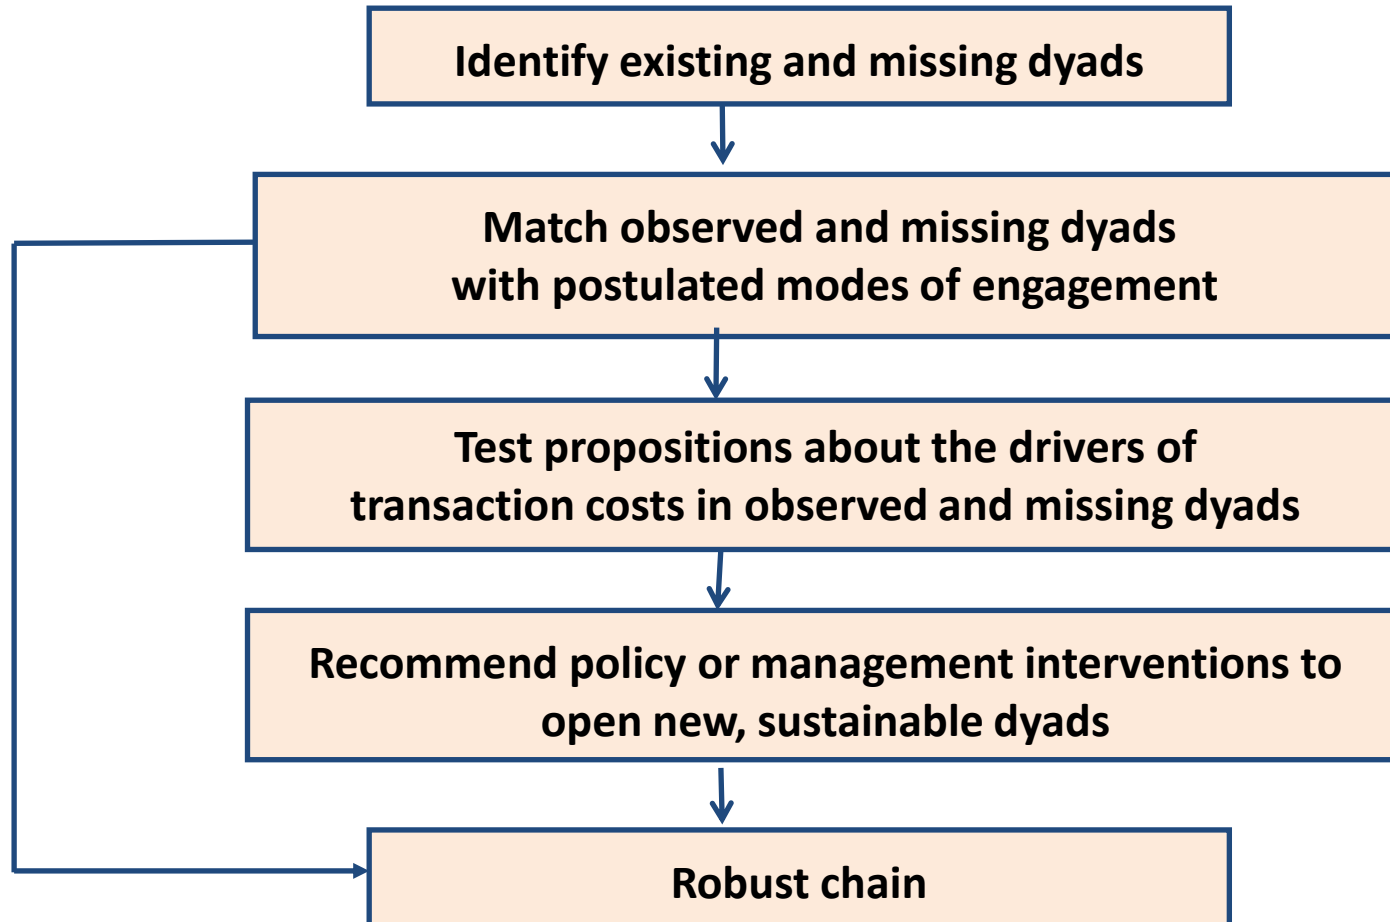 Identify existing and missing dyads
Match observed and missing dyads
with postulated modes of engagement
Test propositions about the drivers of
transaction costs in observed and missing dyads
Recommend policy or management interventions to
open new, sustainable dyads
Robust chain